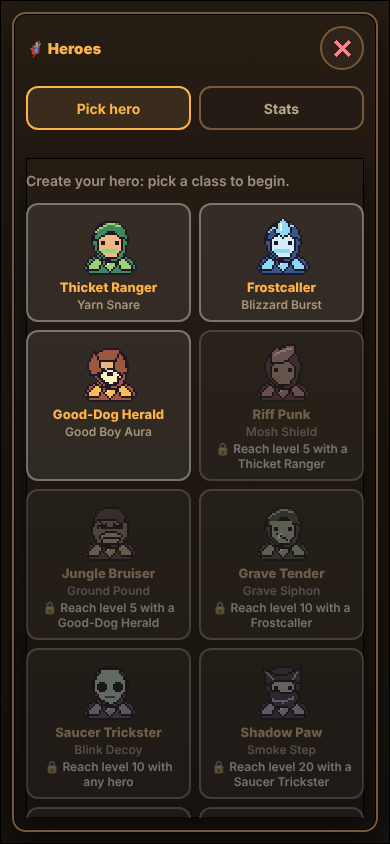 Heroes
Pick hero
Stats
Create your hero: pick a class to begin.
Thicket Ranger
Yarn Snare
Frostcaller
Blizzard Burst
Good-Dog Herald
Good Boy Aura
Riff Punk
Mosh Shield
🔒 Reach level 5 with a
Thicket Ranger
Jungle Bruiser
Ground Pound
🔒 Reach level 5 with a
Good-Dog Herald
Grave Tender
Grave Siphon
🔒 Reach level 10 with a
Frostcaller
Saucer Trickster
Blink Decoy
🔒 Reach level 10 with
any hero
Shadow Paw
Smoke Step
🔒 Reach level 20 with a
Saucer Trickster